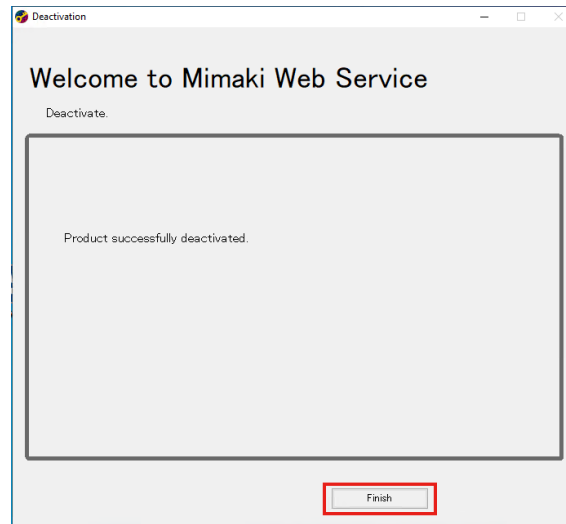 Deactivation
Welcome to Mimaki Web Service
Deactivate.
Product successfully deactivated.
Finish